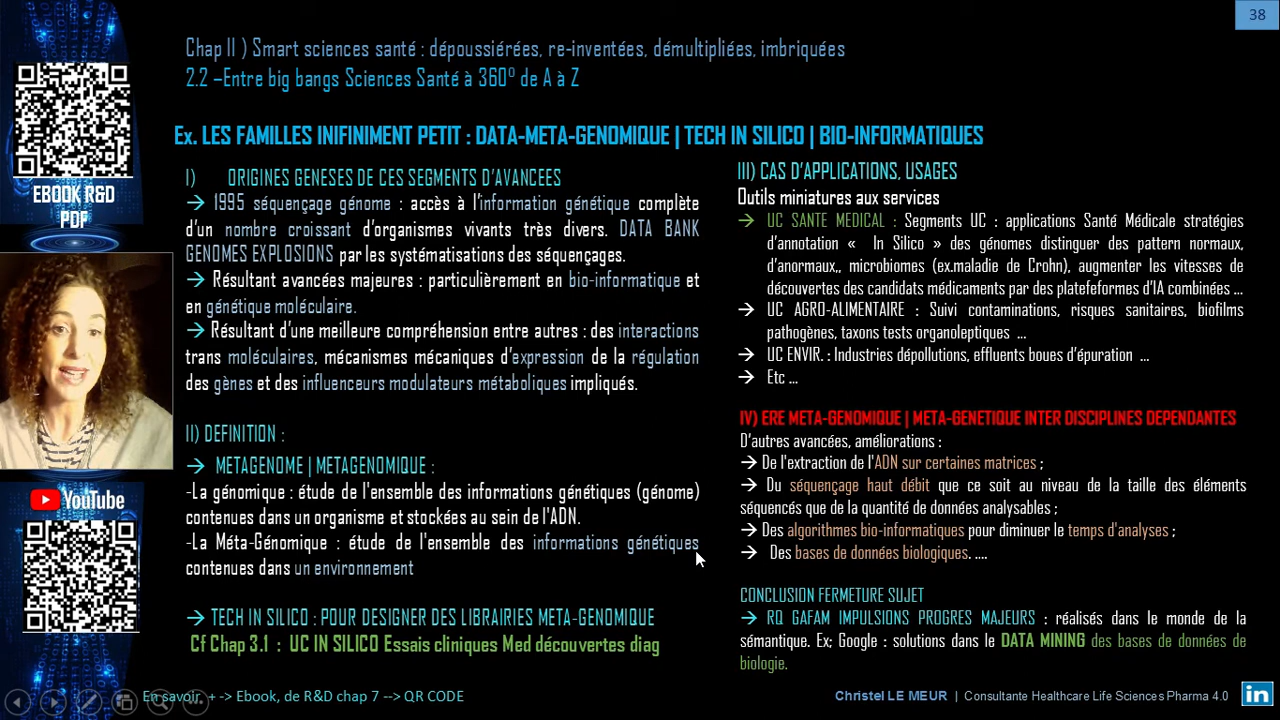 38
Chap II ) Smart sciences santé : dépoussiérées, re-inventées, démultipliées, imbriquées
2.2 –Entre big bangs Sciences Santé à 360° de A à Z
Ex. LES FAMILLES INIFINIMENT PETIT : DATA-META-GENOMIQUE | TECH IN SILICO | BIO-INFORMATIQUES
EBOOK R&D
PDF
YouTube
I) ORIGINES GENESES DE CES SEGMENTS D'AVANCEES
→ 1995 séquençage génome : accès à l'information génétique complète
d'un nombre croissant d'organismes vivants très divers. DATA BANK
GENOMES EXPLOSIONS par les systématisations des séquençages.
→ Résultant avancées majeures : particulièrement en bio-informatique et
en génétique moléculaire.
→ Résultant d'une meilleure compréhension entre autres : des interactions
trans moléculaires, mécanismes mécaniques d'expression de la régulation
des gènes et des influenceurs modulateurs métaboliques impliqués.
II) DEFINITION :
→ METAGENOME | METAGENOMIQUE :
-La génomique : étude de l'ensemble des informations génétiques (génome)
contenues dans un organisme et stockées au sein de l'ADN.
-La Méta-Génomique : étude de l'ensemble des informations génétiques
contenues dans un environnement
→ TECH IN SILICO : POUR DESIGNER DES LIBRAIRIES META-GENOMIQUE
Cf Chap 3.1 : UC IN SILICO Essais cliniques Med découvertes diag
III) CAS D'APPLICATIONS, USAGES
Outils miniatures aux services
→ UC SANTE MEDICAL : Segments UC : applications Santé Médicale stratégies
d'annotation « In Silico » des génomes distinguer des pattern normaux,
d'anormaux,, microbiomes (ex.maladie de Crohn), augmenter les vitesses de
découvertes des candidats médicaments par des platefeformes d'IA combinées ...
→ UC AGRO-ALIMENTAIRE : Suivi contaminations, risques sanitaires, biofilms
pathogènes, taxons tests organoleptiques ...
→ UC ENVIR. : Industries dépollutions, effluents boues d'épuration ...
→ Etc ...
IV) ERE META-GENOMIQUE | META-GENETIQUE INTER DISCIPLINES DEPENDANTES
D'autres avancées, améliorations :
→ De l'extraction de l'ADN sur certaines matrices ;
→ Du séquençage haut débit que ce soit au niveau de la taille des éléments
séquencés que de la quantité de données analysables ;
→ Des algorithmes bio-informatiques pour diminuer le temps d'analyses ;
→ Des bases de données biologiques. ....
CONCLUSION FERMETURE SUJET
→ RQ GAFAM IMPULSIONS PROGRES MAJEURS : réalisés dans le monde de la
sémantique. Ex; Google : solutions dans le DATA MINING des bases de données de
biologie.
En savoir + -> Ebook, de R&D chap 7 --> QR CODE
Christel LE MEUR | Consultante Healthcare Life Sciences Pharma 4.0
in